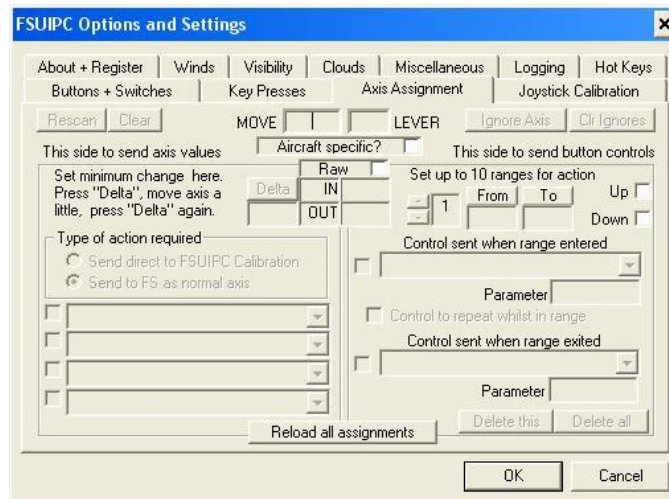 FSUIPC Options and Settings
About + Register Winds Visibility Clouds Miscellaneous Logging Hot Keys
Buttons + Switches Key Presses Axis Assignment Joystick Calibration
Rescan Clear MOVE LEVER Ignore Axis Clr Ignores
Aircraft specific?
This side to send axis values This side to send button controls
Set minimum change here.
Press "Delta", move axis a
little, press "Delta" again.
Raw
Delta IN
OUT
Set up to 10 ranges for action
1 From To Up
Down
Type of action required
Send direct to FSUIPC Calibration
Send to FS as normal axis
Control sent when range entered
Parameter
Control to repeat whilst in range
Control sent when range exited
Parameter
Delete this Delete all
Reload all assignments
OK Cancel